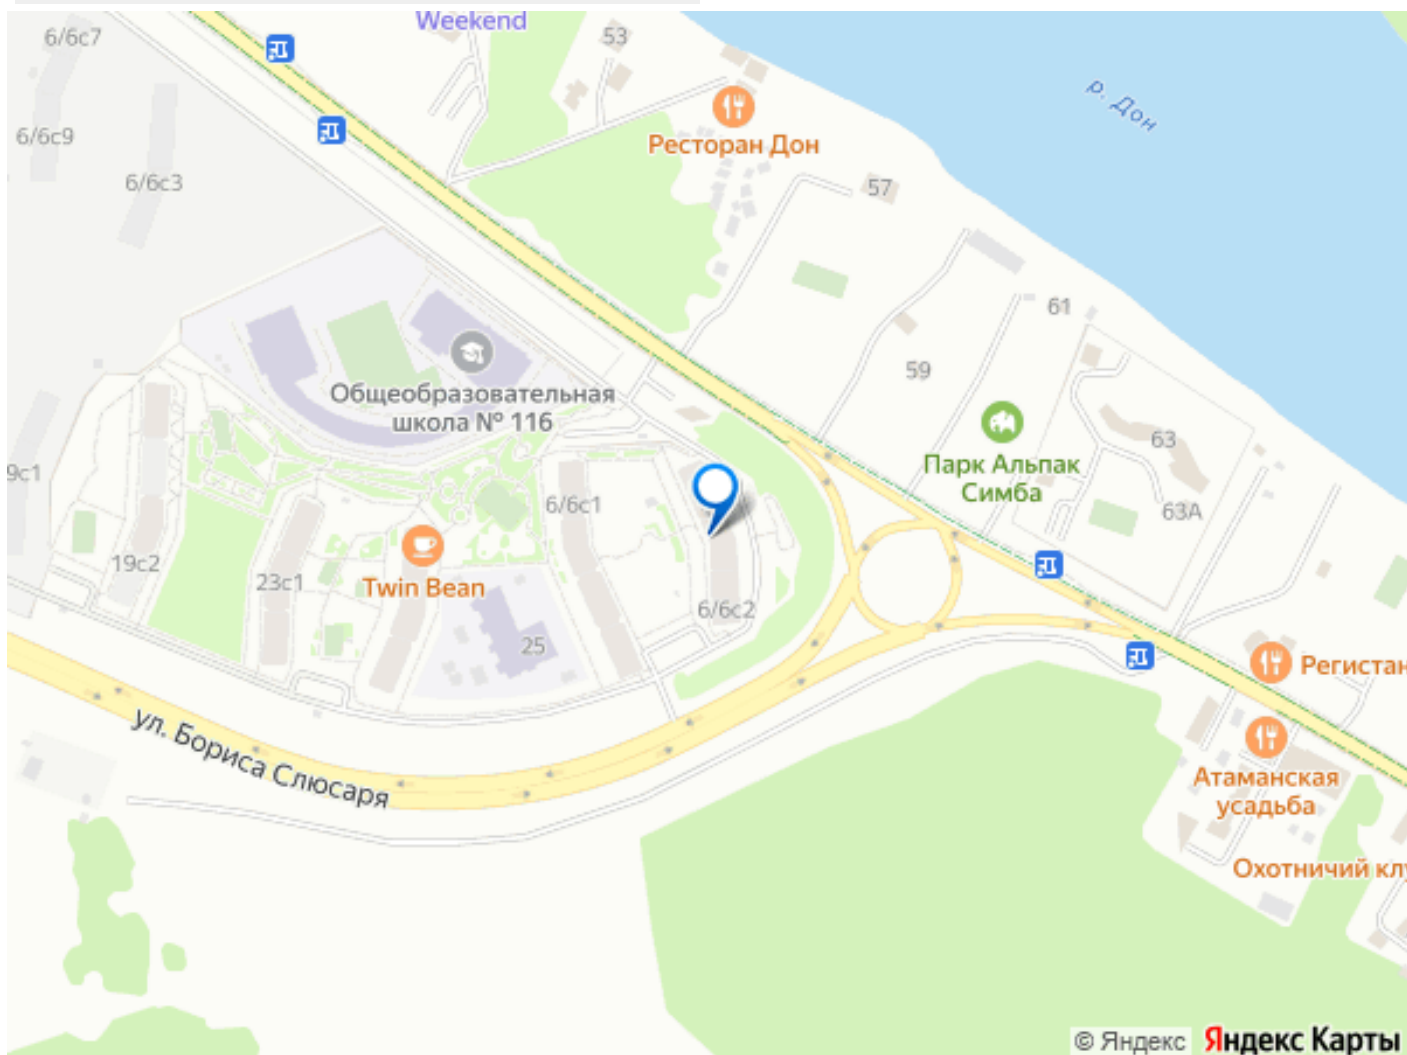 Weekend
53
6/6с7
р. Дон
6/6с9
Ресторан Дон
6/6с3
57
61
59
Общеобразовательная
школа № 116
63
Парк Альпак
Симба
9с1
6/6с1
63А
19с2
23с1
Twin Bean
6/6с2
25
Регистан
ул. Бориса Слюсаря
Атаманская
усадьба
Охотничий клу
© Яндекс Яндекс Карты